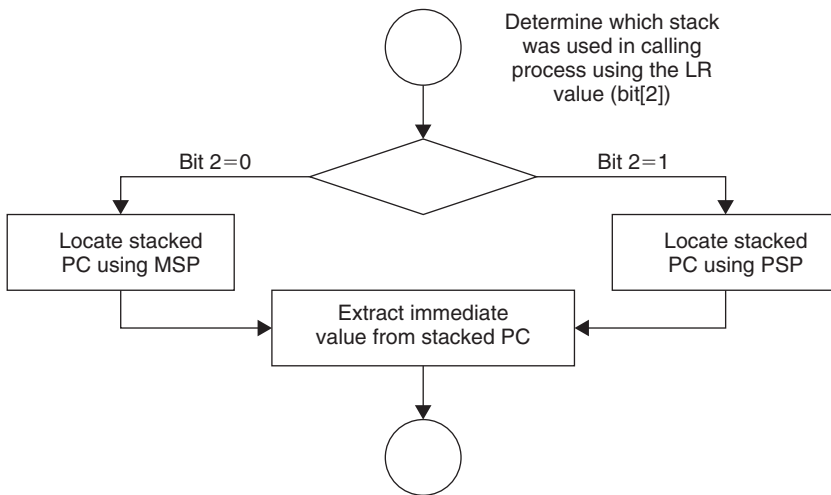 Determine which stack
was used in calling
process using the LR
value (bit[2])
Bit 2=0
Bit 2=1
Locate stacked
PC using MSP
Locate stacked
PC using PSP
Extract immediate
value from stacked PC